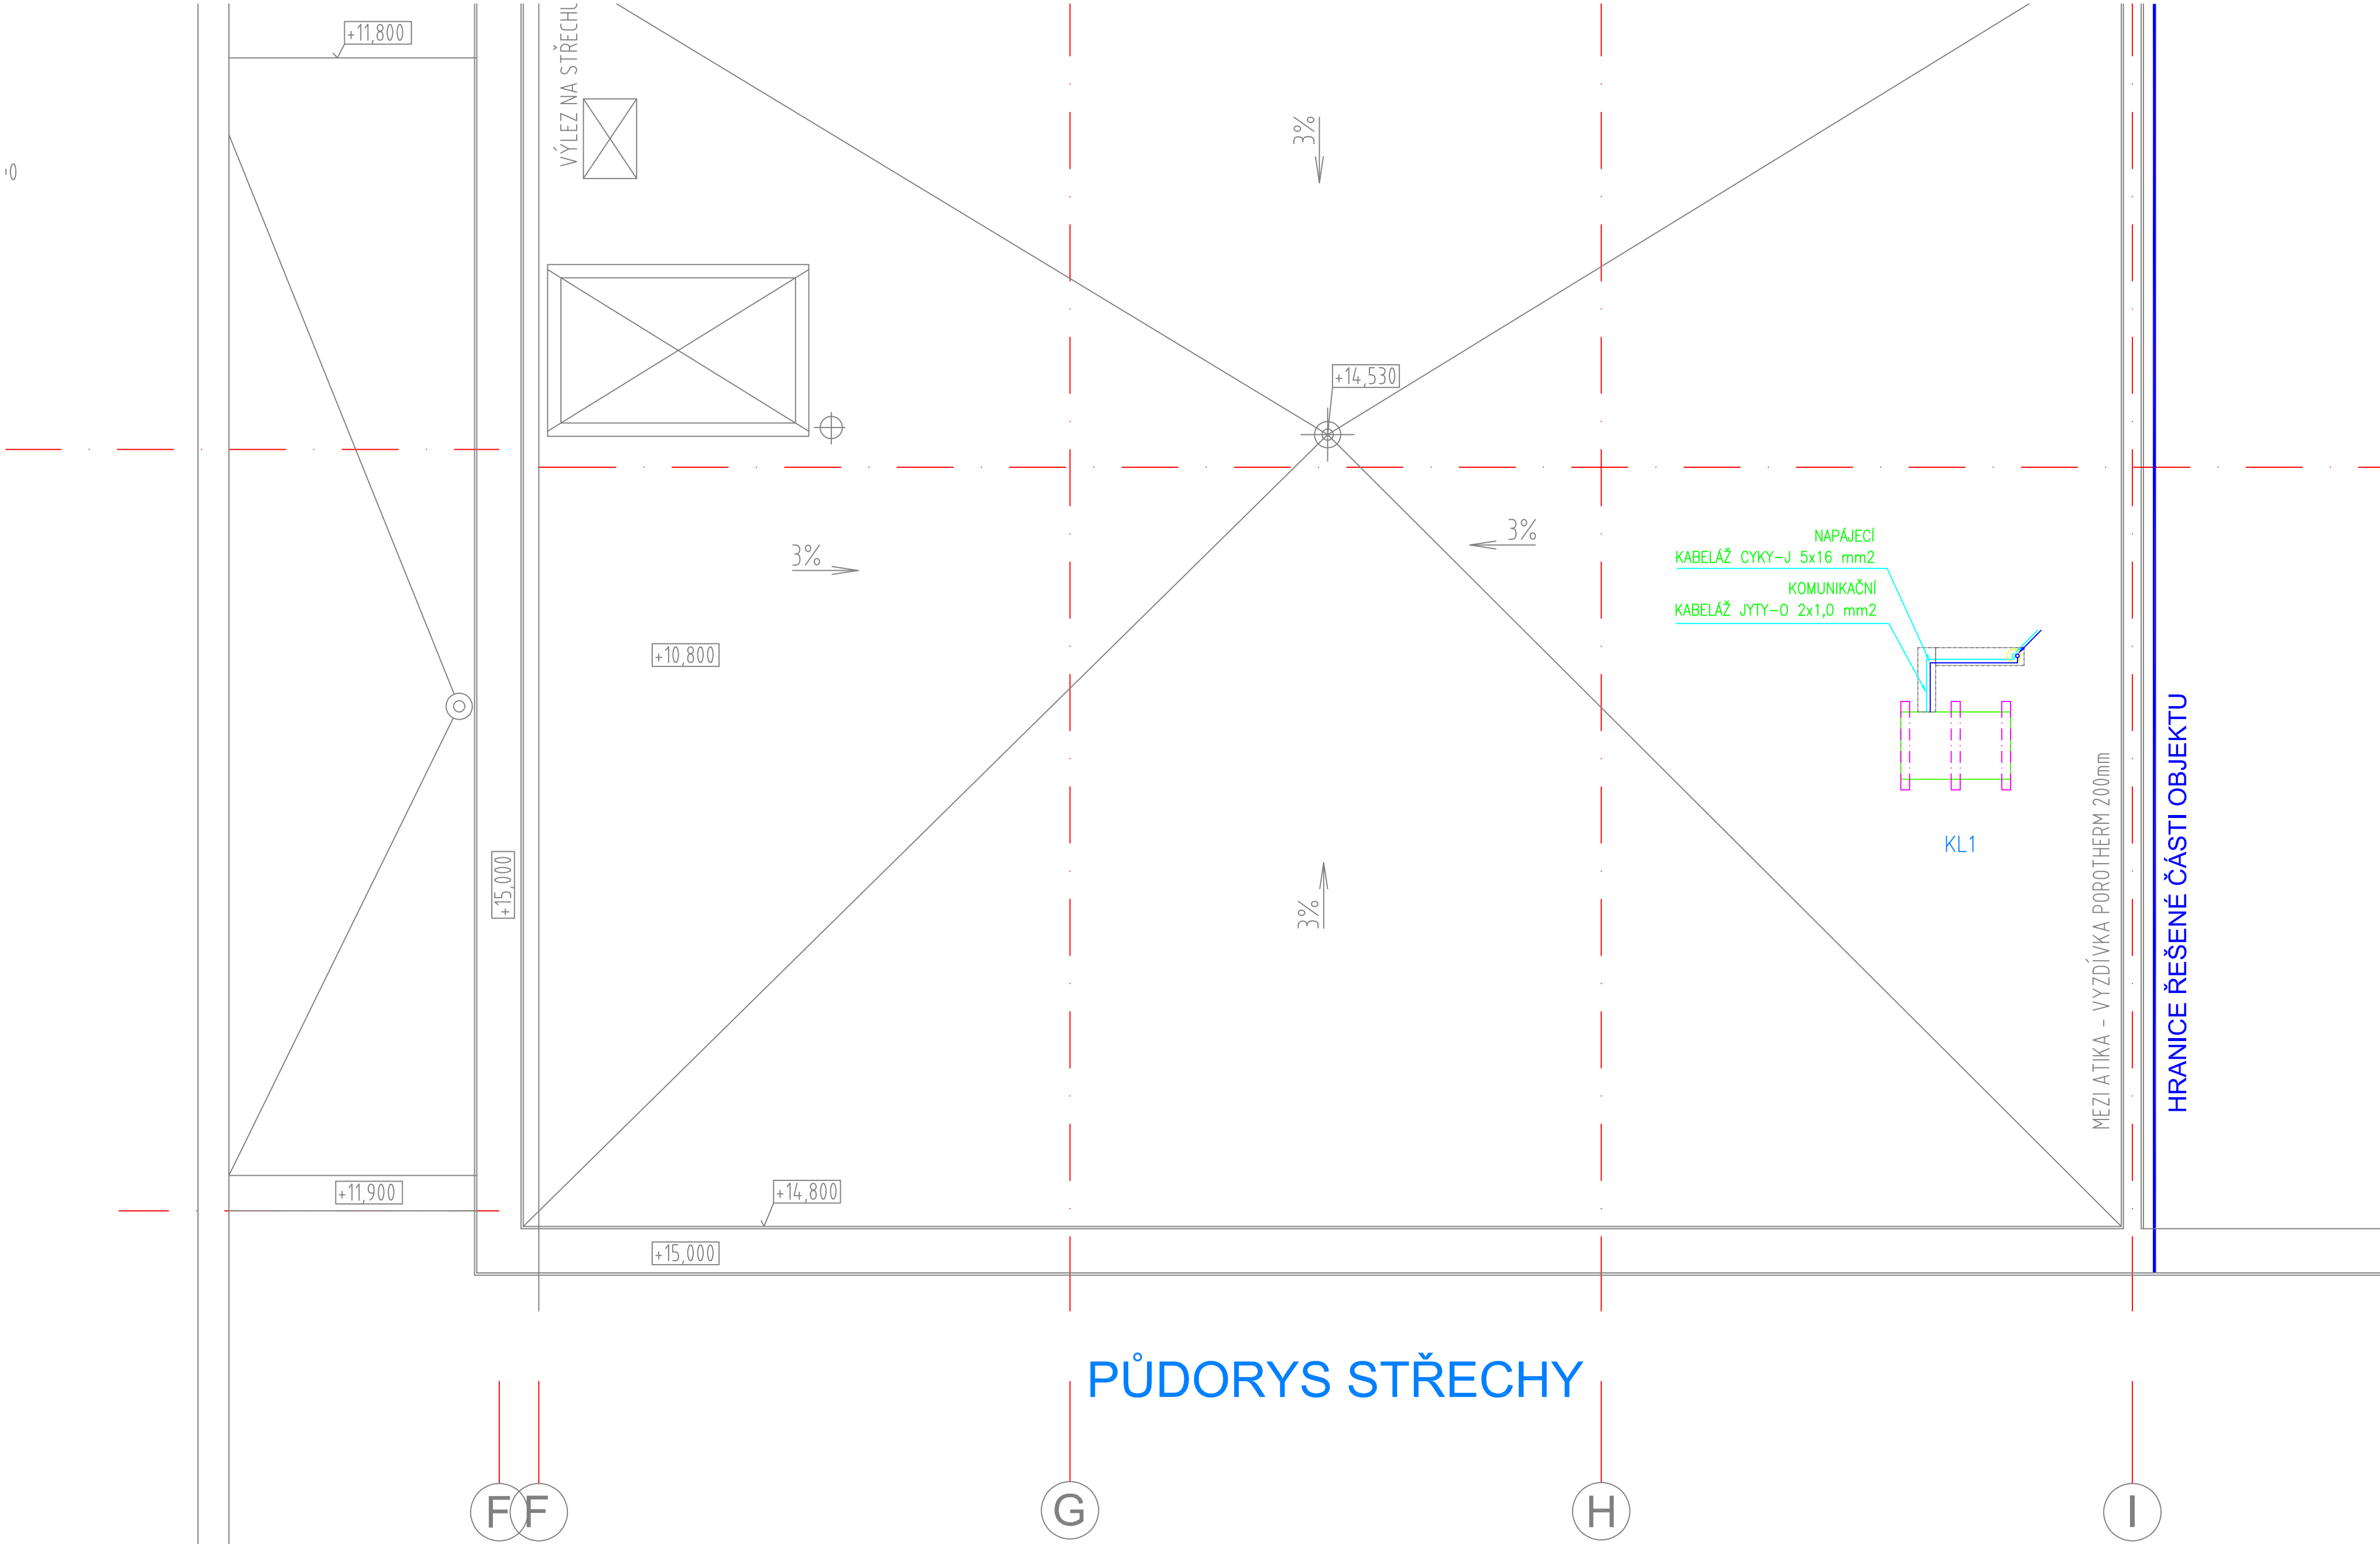 +11,800
VÝLEZ NA STŘECHU
3%
+14,530
3%
3%
NAPÁJECÍ
KABELÁŽ CYKY-J 5x16 mm2
KOMUNIKAČNÍ
KABELÁŽ JYTY-O 2x1,0 mm2
+10,800
KL1
+15,000
3%
MEZI ATIKA - VYZDÍVKA POROTHERM 200mm
HRANICE ŘEŠENÉ ČÁSTI OBJEKTU
+11,900
+14,800
+15,000
PŮDORYS STŘECHY
F
F
G
H
I